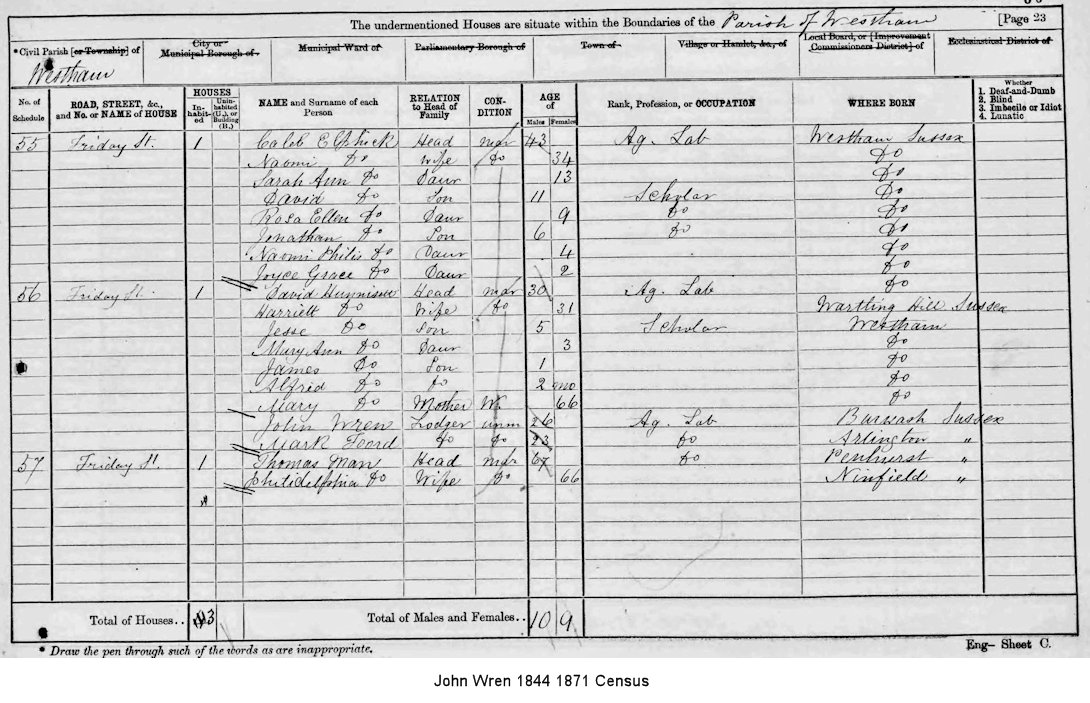 The undermentioned Houses are situate within the Boundaries of the Parish of Westham [Page 23
*Civil Parish [or Township] of Westham
City or Municipal Borough of
Municipal Ward of
Parliamentary Borough of
Town of
Village or Hamlet, &c., of
Local Board, or [Improvement Commissioners District] of
Ecclesiastical District of
No. of Schedule
ROAD, STREET, &c., and No. or NAME of HOUSE
HOUSES
In-habit-ed
Unin-habited (U.), or Building (B.)
NAME and Surname of each Person
RELATION to Head of Family
CON-DITION
AGE of
Males
Females
Rank, Profession, or OCCUPATION
WHERE BORN
Whether
1. Deaf-and-Dumb
2. Blind
3. Imbecile or Idiot
4. Lunatic
55 Friday St. 1 Caleb Elphick Head mar 43 Ag. Lab Westham Sussex
Naomi Do Wife Do 34 Do
Sarah Ann Do Daur 13 Do
David Do Son 11 Scholar Do
Rosa Ellen Do Daur 9 Do Do
Jonathan Do Son 6 Do Do
Naomi Philis Do Daur 4 Do
Joyce Grace Do Daur 2 Do
56 Friday St. 1 David Head mar 30 Ag. Lab Do
Harriett Do Wife Do 31 Wartling Hill Sussex
Jesse Do Son 5 Scholar Westham
Mary Ann Do Daur 3 Do
James Do Son 1 Do
Alfred Do Do 2 mo Do
Mary Do Mother W. 66 Do
John Wren Lodger unm 26 Ag. Lab Burwash Sussex
Mark Foord Do Do 23 Do Arlington "
57 Friday St. 1 Thomas Man Head mar 67 Do Penhurst "
Philidelphia Do Wife Do 66 Ninfield "
Total of Houses.. 3
Total of Males and Females.. 10 9
* Draw the pen through such of the words as are inappropriate.
Eng– Sheet C.
John Wren 1844 1871 Census